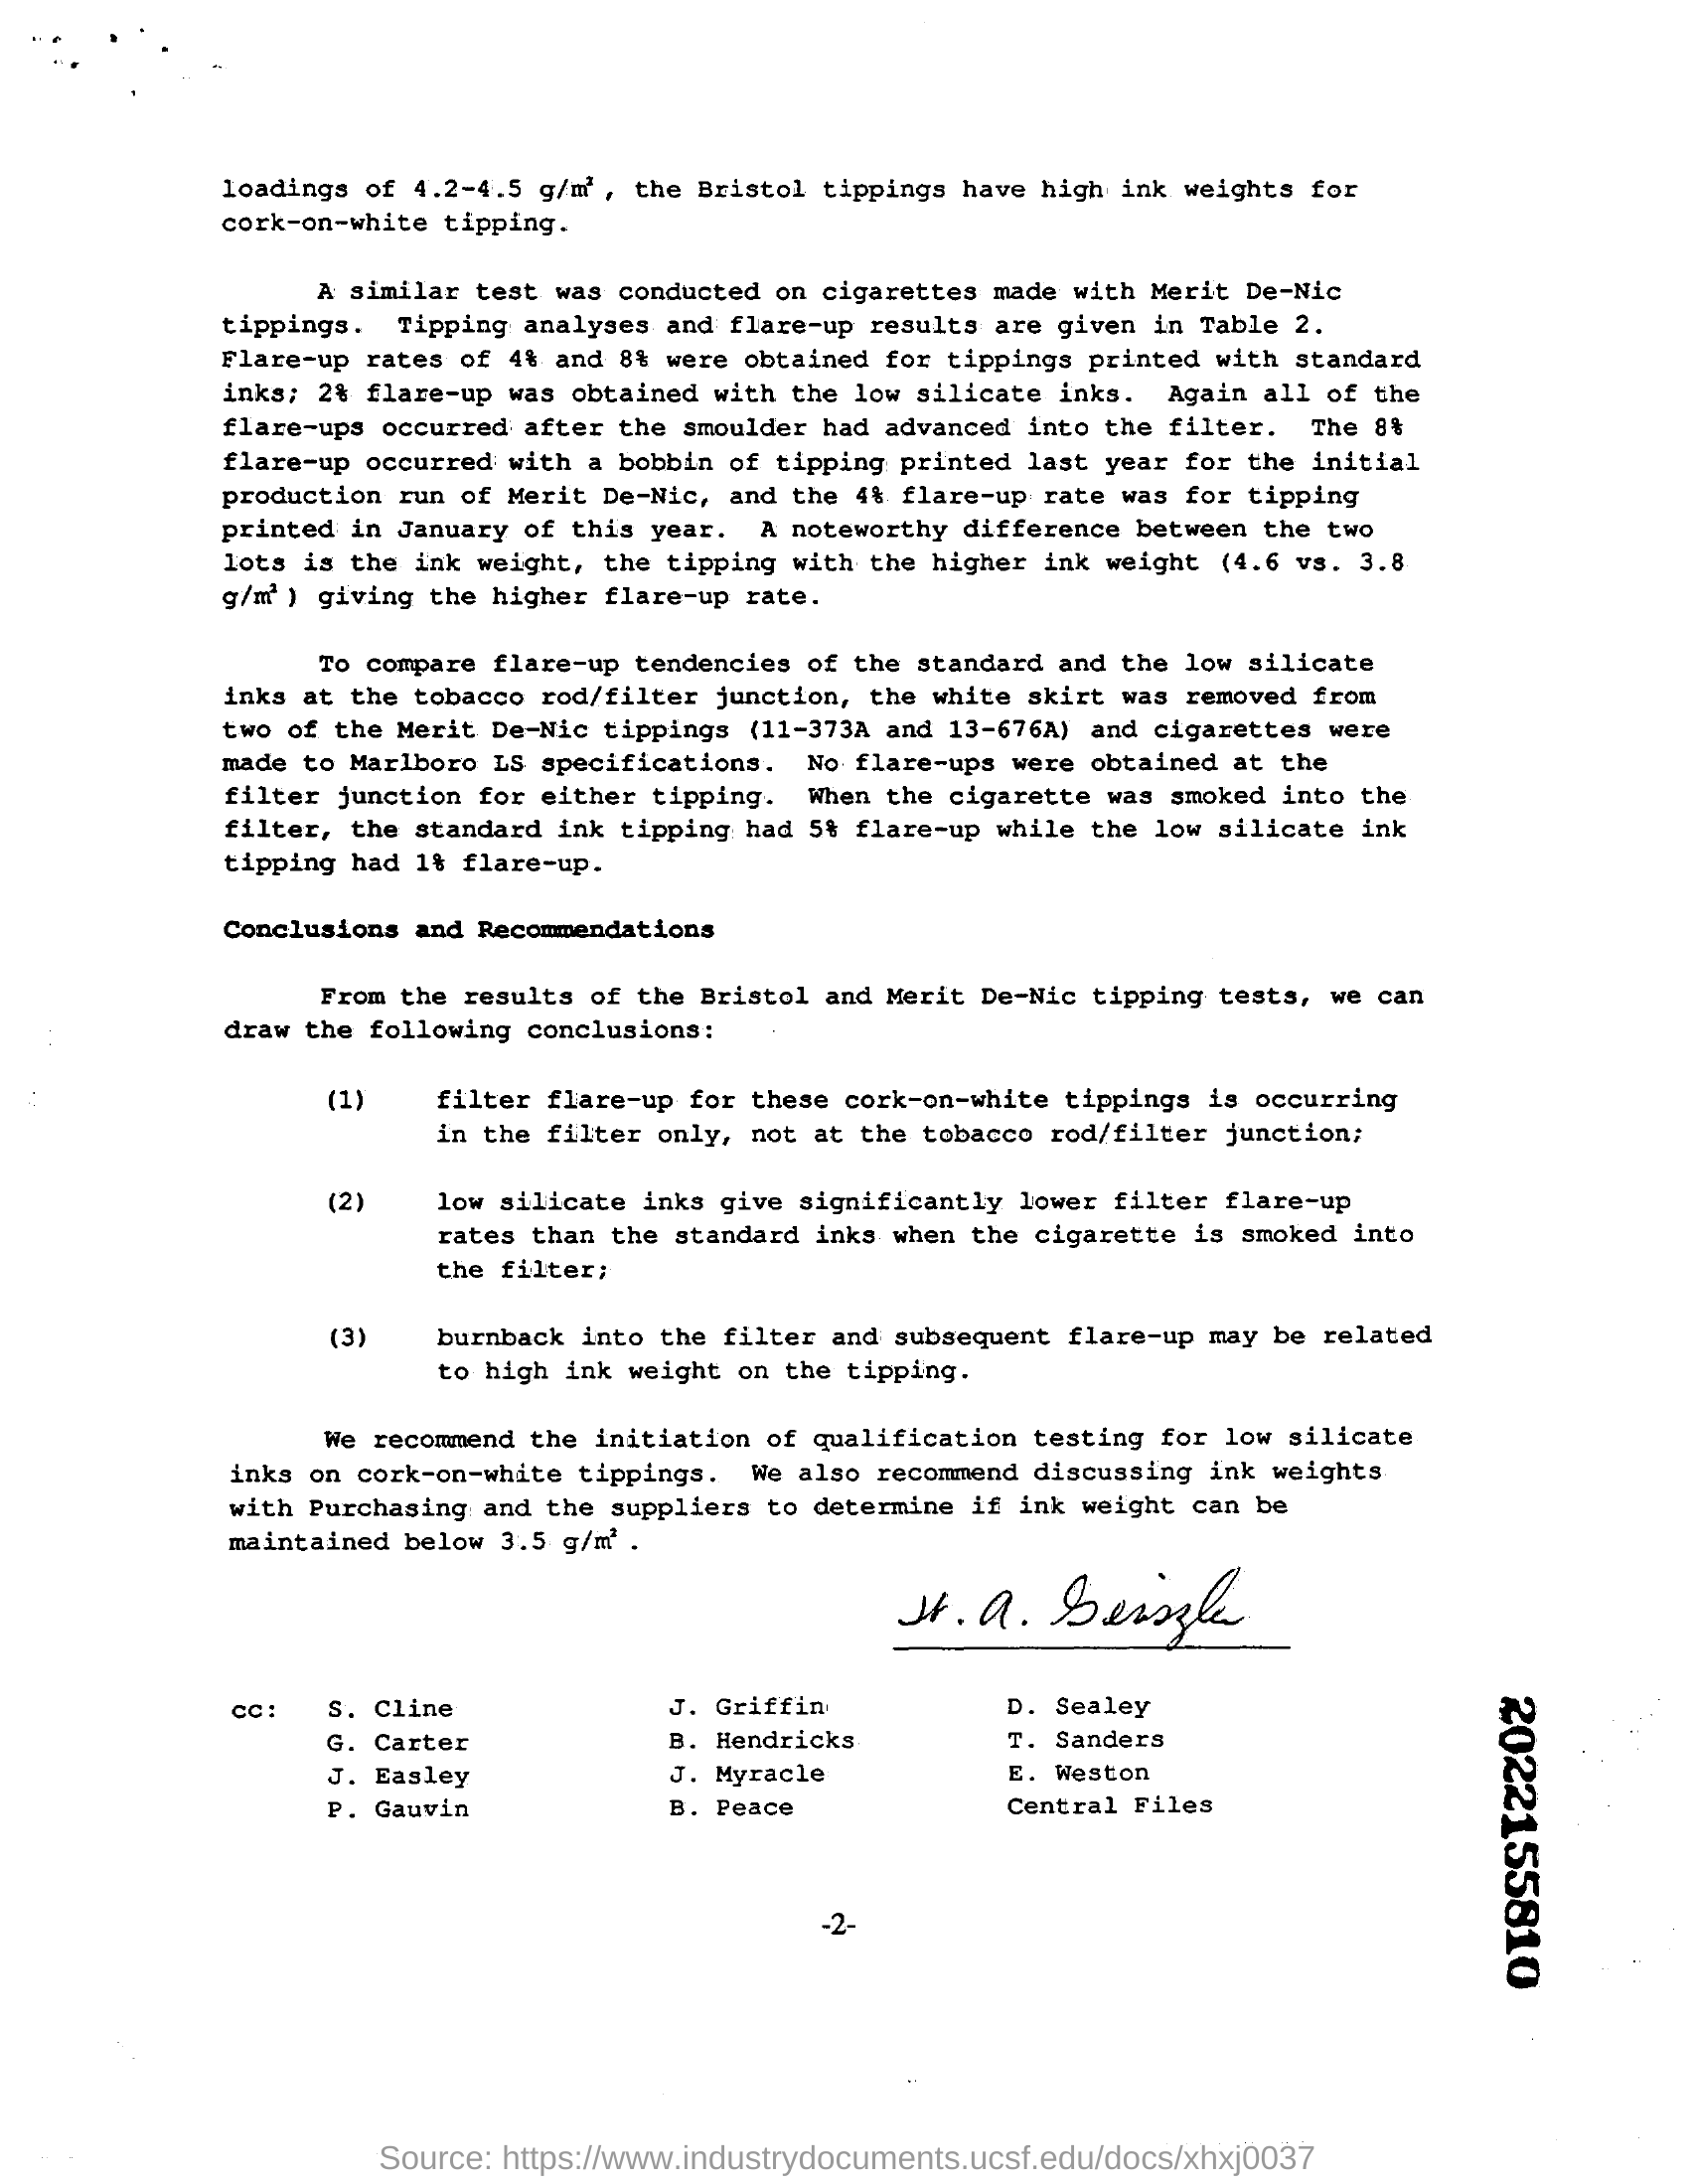 loadings of 4.2-4.5 g/m², the Bristol tippings have high ink weights for
cork-on-white tipping.
A similar test was conducted on cigarettes made with Merit De-Nic
tippings. Tipping analyses and flare-up results are given in Table 2.
Flare-up rates of 4% and 8% were obtained for tippings printed with standard
inks; 2% flare-up was obtained with the low silicate inks. Again all of the
flare-ups occurred after the smoulder had advanced into the filter. The 8%
flare-up occurred with a bobbin of tipping printed last year for the initial
production run of Merit De-Nic, and the 4% flare-up rate was for tipping
printed in January of this year. A noteworthy difference between the two
lots is the ink weight, the tipping with the higher ink weight (4.6 vs. 3.8
g/m²) giving the higher flare-up rate.
To compare flare-up tendencies of the standard and the low silicate
inks at the tobacco rod/filter junction, the white skirt was removed from
two of the Merit De-Nic tippings (11-373A and 13-676A) and cigarettes were
made to Marlboro LS specifications. No flare-ups were obtained at the
filter junction for either tipping. When the cigarette was smoked into the
filter, the standard ink tipping had 5% flare-up while the low silicate ink
tipping had 1% flare-up.
Conclusions and Recommendations
From the results of the Bristol and Merit De-Nic tipping tests, we can
draw the following conclusions:
(1) filter flare-up for these cork-on-white tippings is occurring
in the filter only, not at the tobacco rod/filter junction;
(2) low silicate inks give significantly lower filter flare-up
rates than the standard inks when the cigarette is smoked into
the filter;
(3) burnback into the filter and subsequent flare-up may be related
to high ink weight on the tipping.
We recommend the initiation of qualification testing for low silicate
inks on cork-on-white tippings. We also recommend discussing ink weights
with Purchasing and the suppliers to determine if ink weight can be
maintained below 3.5 g/m².
H. A.
cc: S. Cline J. Griffin D. Sealey
G. Carter B. Hendricks T. Sanders
J. Easley J. Myracle E. Weston
P. Gauvin B. Peace Central Files
2022155810
-2-
Source: https://www.industrydocuments.ucsf.edu/docs/xhxj0037